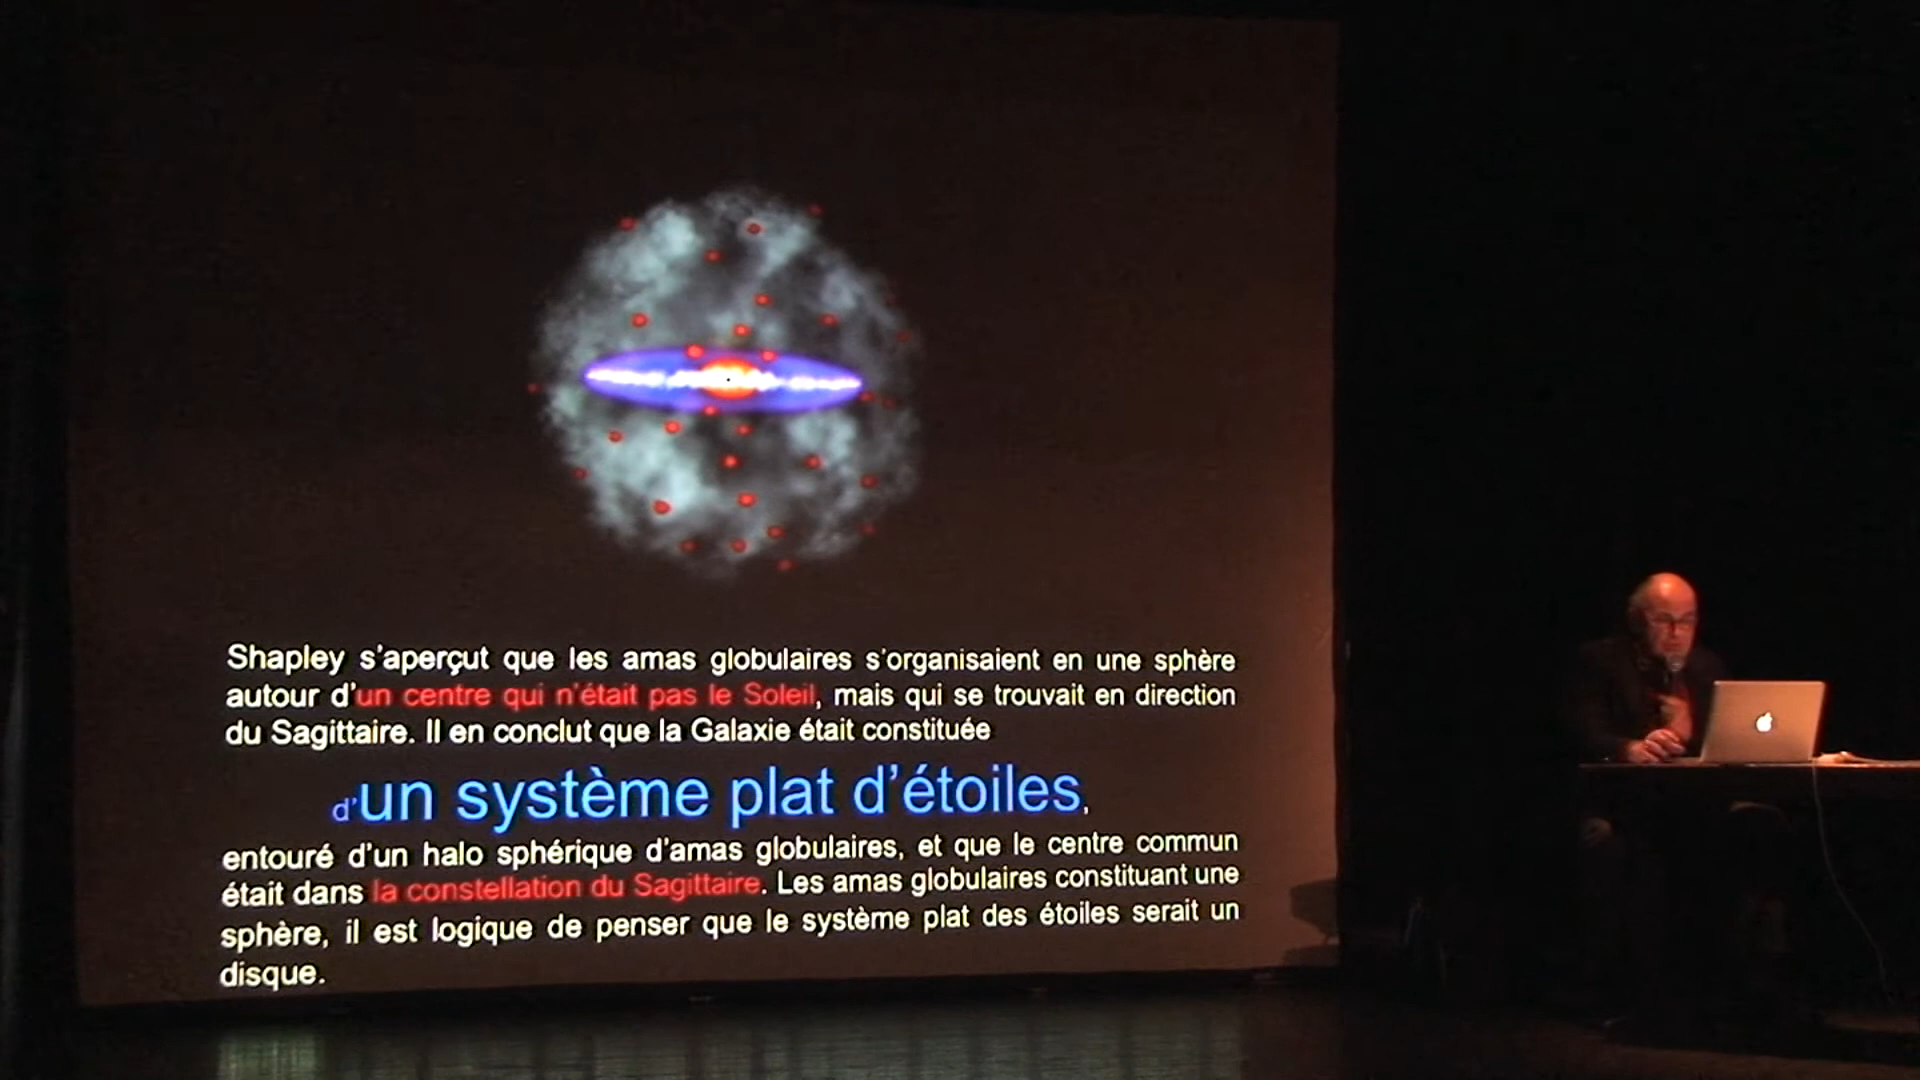 Shapley s'aperçut que les amas globulaires s'organisaient en une sphère
autour d'un centre qui n'était pas le Soleil, mais qui se trouvait en direction
du Sagittaire. Il en conclut que la Galaxie était constituée
d'un système plat d'étoiles,
entouré d'un halo sphérique d'amas globulaires, et que le centre commun
était dans la constellation du Sagittaire. Les amas globulaires constituant une
sphère, il est logique de penser que le système plat des étoiles serait un
disque.